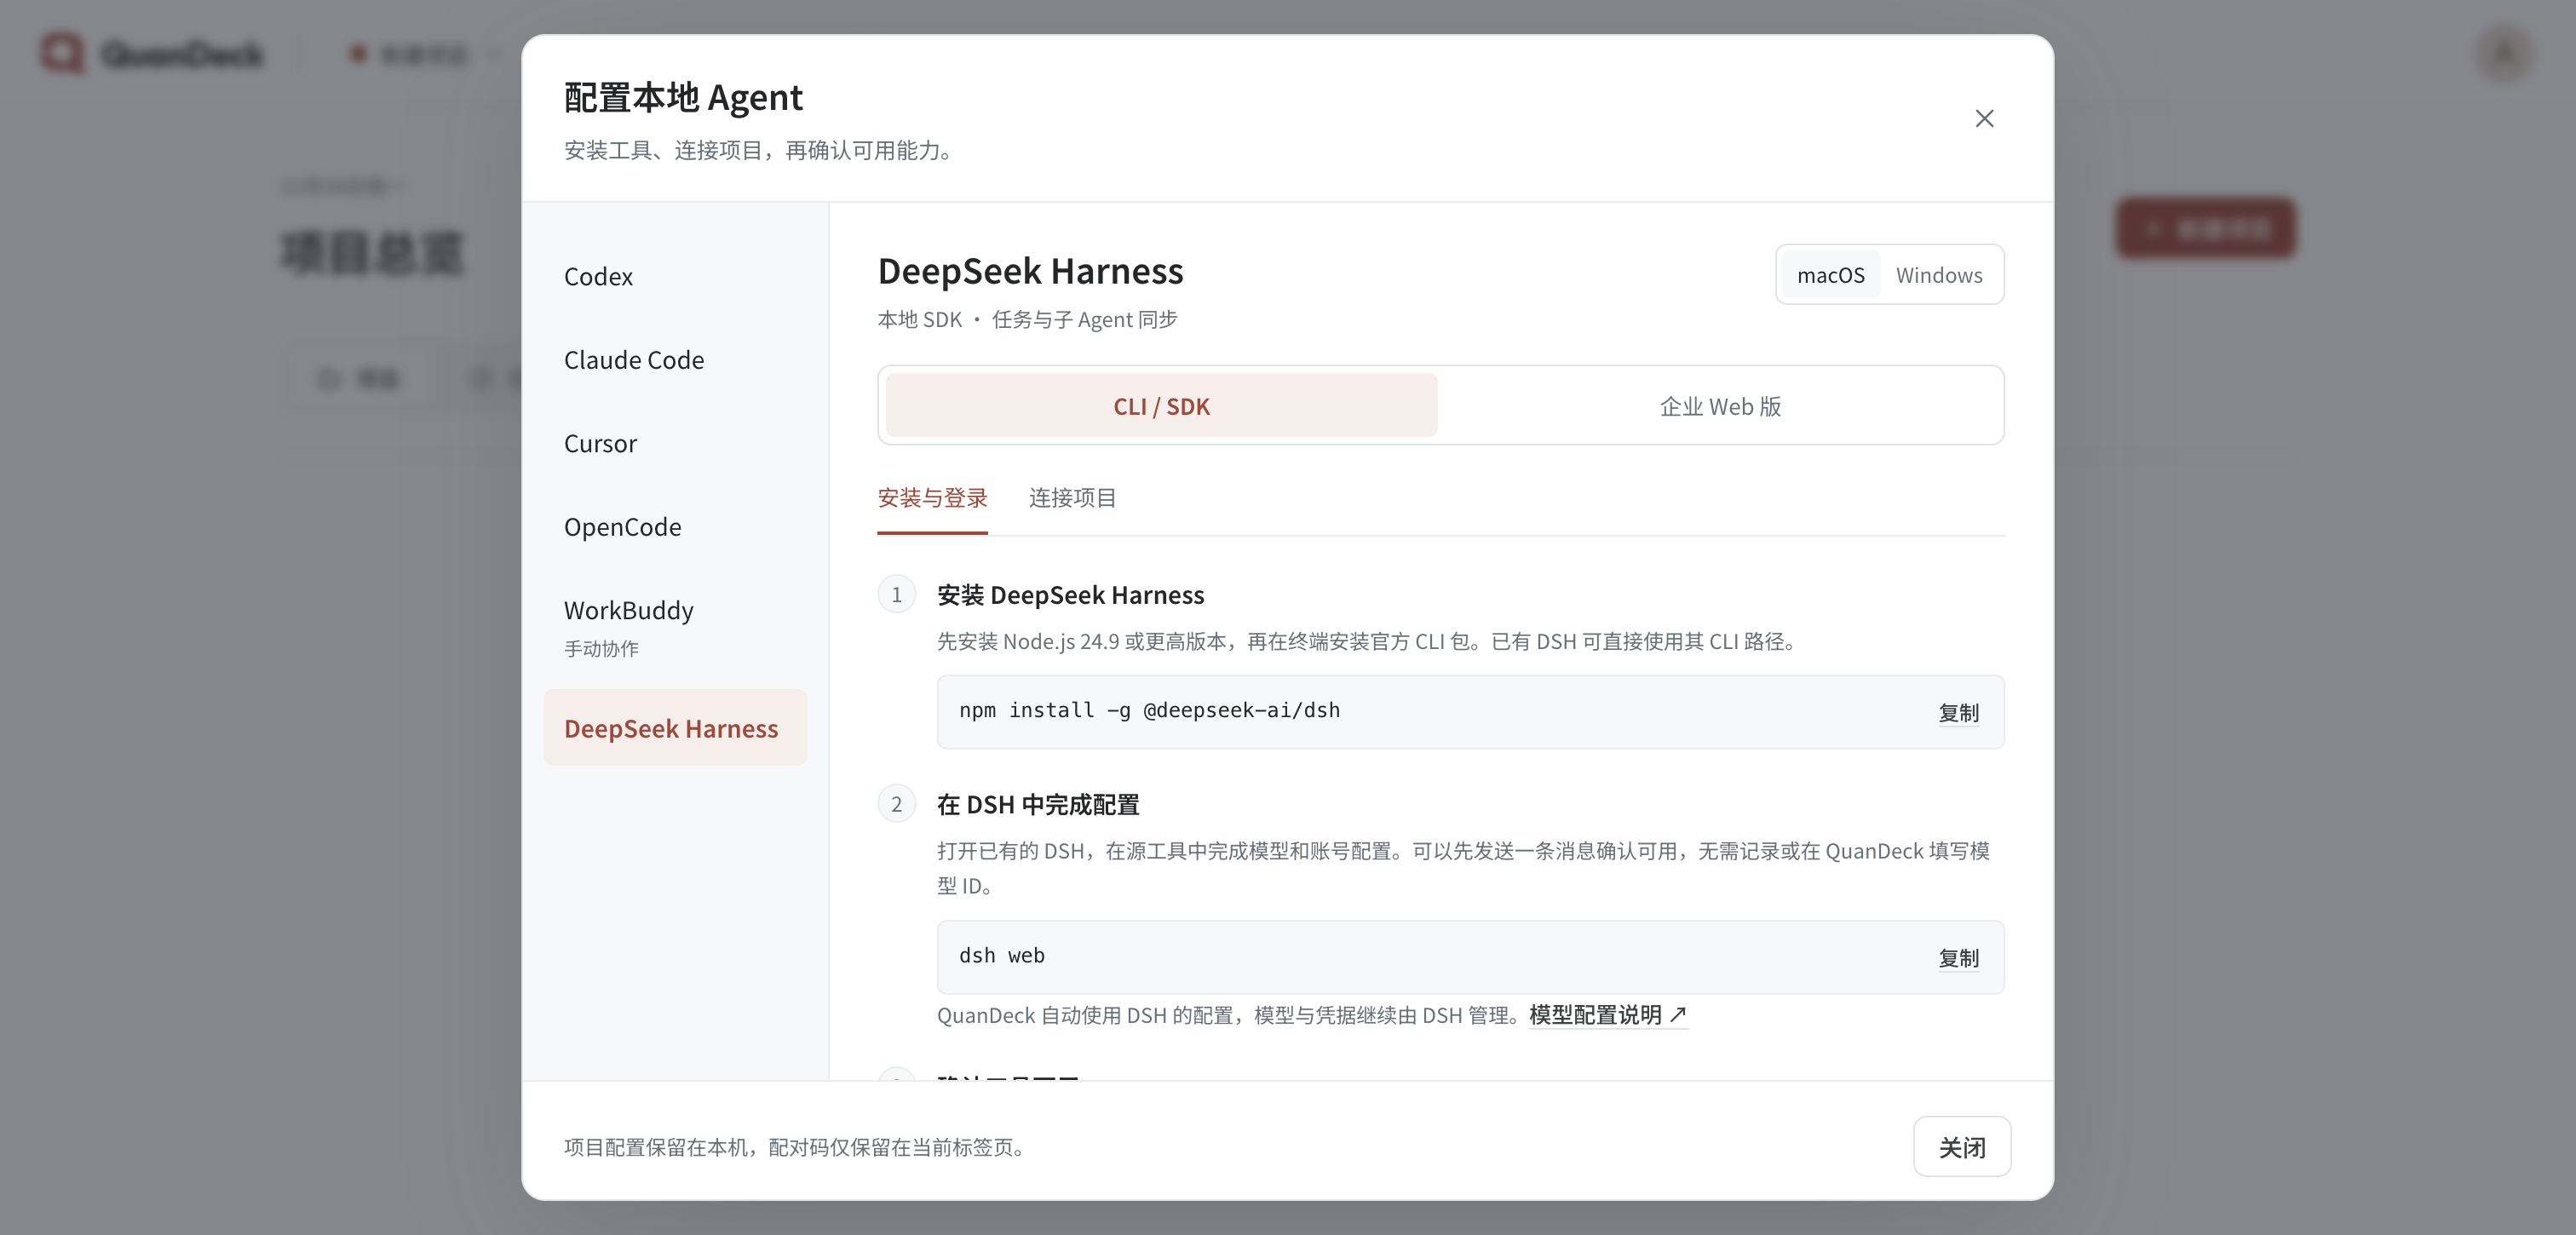 QuanDeck
项目总览
配置本地 Agent
安装工具、连接项目，再确认可用能力。
Codex
Claude Code
Cursor
OpenCode
WorkBuddy
手动协作
DeepSeek Harness
DeepSeek Harness
macOS Windows
本地 SDK · 任务与子 Agent 同步
CLI / SDK 企业 Web 版
安装与登录 连接项目
1 安装 DeepSeek Harness
先安装 Node.js 24.9 或更高版本，再在终端安装官方 CLI 包。已有 DSH 可直接使用其 CLI 路径。
npm install -g @deepseek-ai/dsh 复制
2 在 DSH 中完成配置
打开已有的 DSH，在源工具中完成模型和账号配置。可以先发送一条消息确认可用，无需记录或在 QuanDeck 填写模
型 ID。
dsh web 复制
QuanDeck 自动使用 DSH 的配置，模型与凭据继续由 DSH 管理。模型配置说明 ↗
项目配置保留在本机，配对码仅保留在当前标签页。
关闭